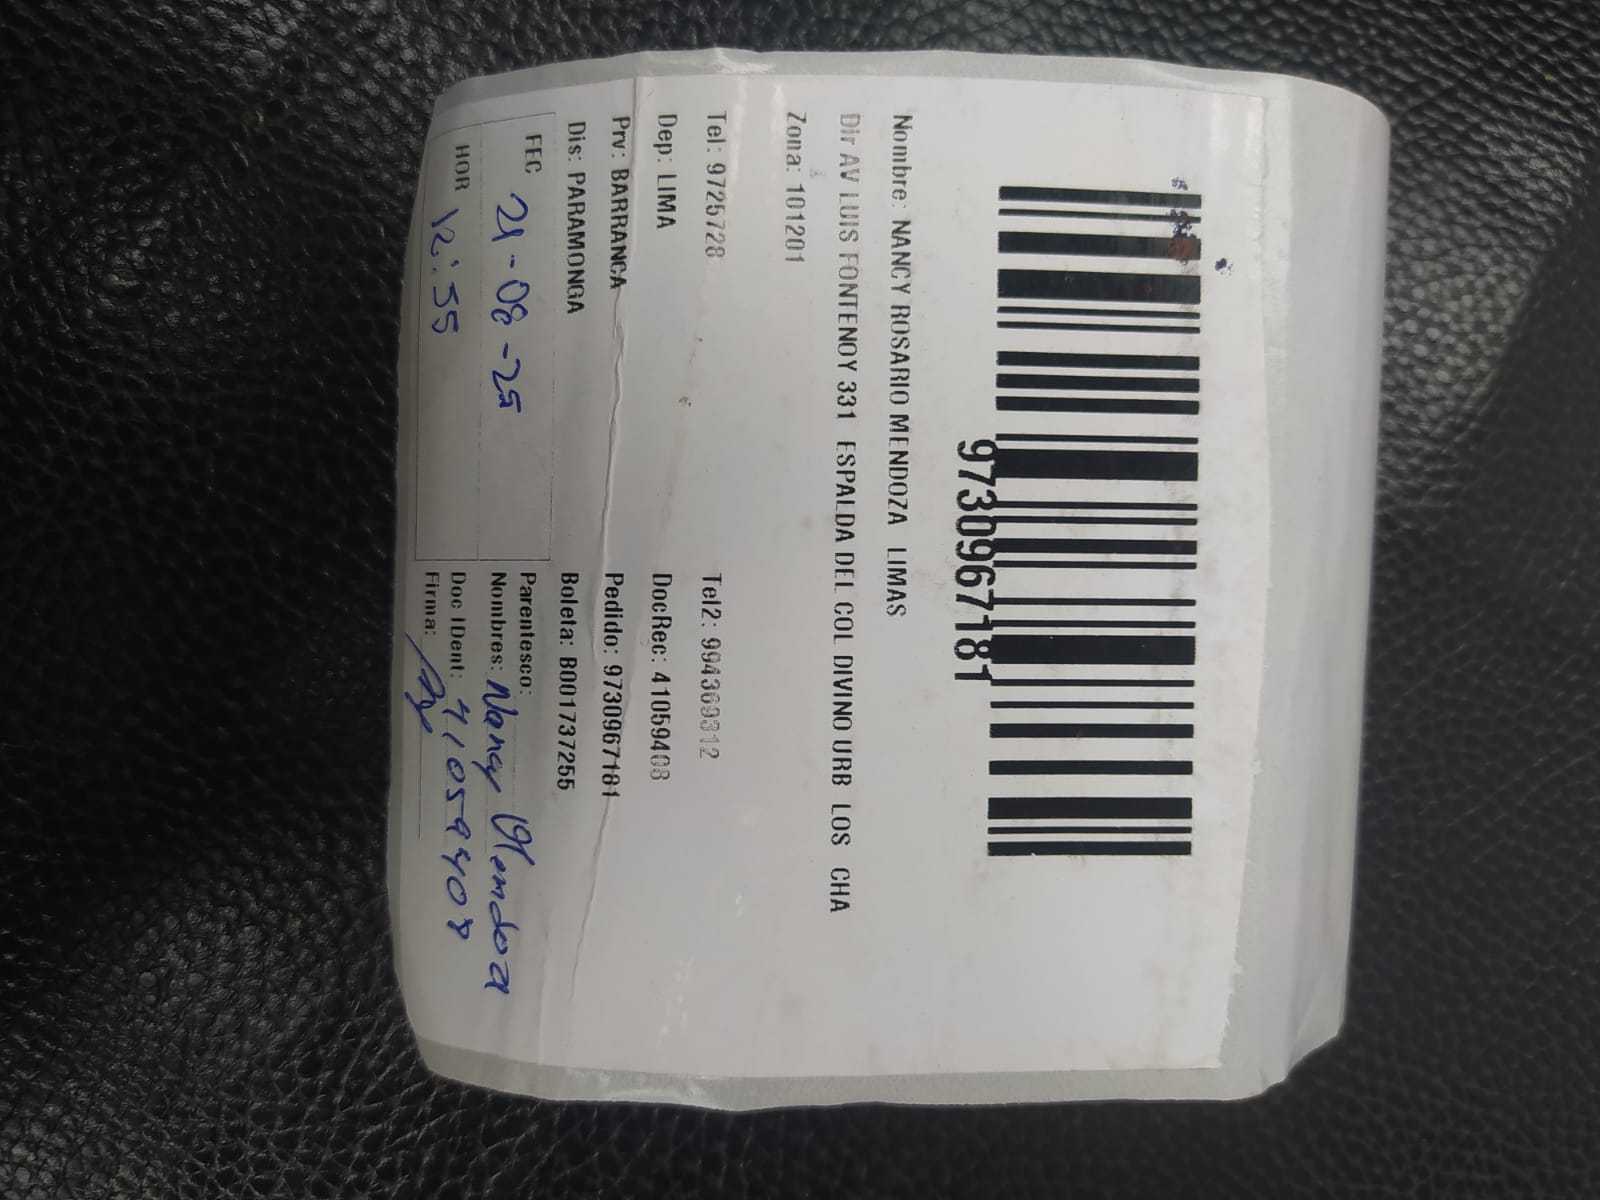 9730967181
Nombre: NANCY ROSARIO MENDOZA LIMAS
Dir AV LUIS FONTENOY 331 ESPALDA DEL COL DIVINO URB LOS CHA
Zona: 101201
Tel: 9725728 Tel2: 994369312
Dep: LIMA DocRec: 41059408
Prv: BARRANCA Pedido: 9730967181
Dis: PARAMONGA Boleta: B001737255
FEC 21-08-25 Parentesco:
Nombres: Nancy Mendoza
HOR 12:55 Doc IDent: 41059408
Firma: